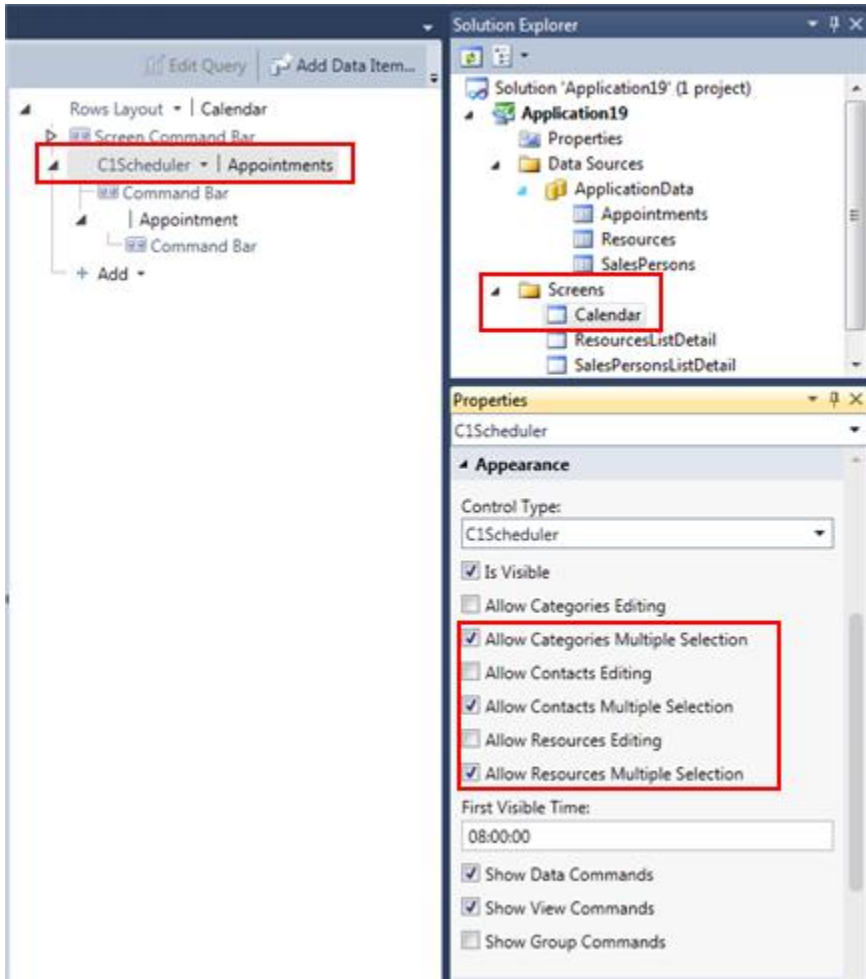 Edit Query
Add Data Item...
Rows Layout | Calendar
Screen Command Bar
C1Scheduler | Appointments
Command Bar
| Appointment
Command Bar
+ Add
Solution Explorer
Solution 'Application19' (1 project)
Application19
Properties
Data Sources
ApplicationData
Appointments
Resources
SalesPersons
Screens
Calendar
ResourcesListDetail
SalesPersonsListDetail
Properties
C1Scheduler
Appearance
Control Type:
C1Scheduler
Is Visible
Allow Categories Editing
Allow Categories Multiple Selection
Allow Contacts Editing
Allow Contacts Multiple Selection
Allow Resources Editing
Allow Resources Multiple Selection
First Visible Time:
08:00:00
Show Data Commands
Show View Commands
Show Group Commands